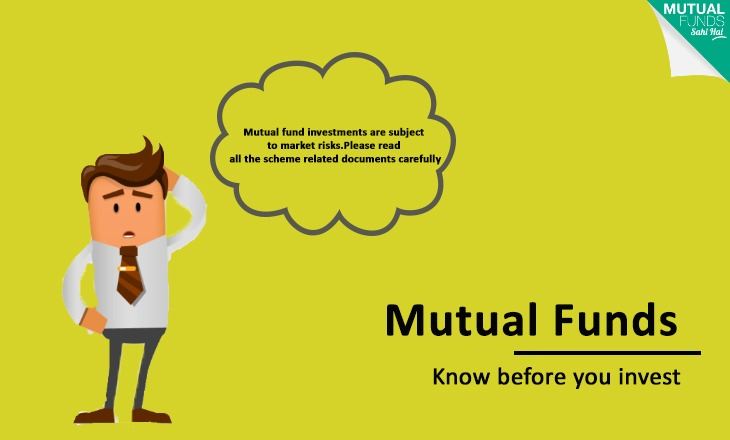 MUTUAL
FUNDS
Sahi Hai
Mutual fund investments are subject
to market risks.Please read
all the scheme related documents carefully
Mutual Funds
Know before you invest